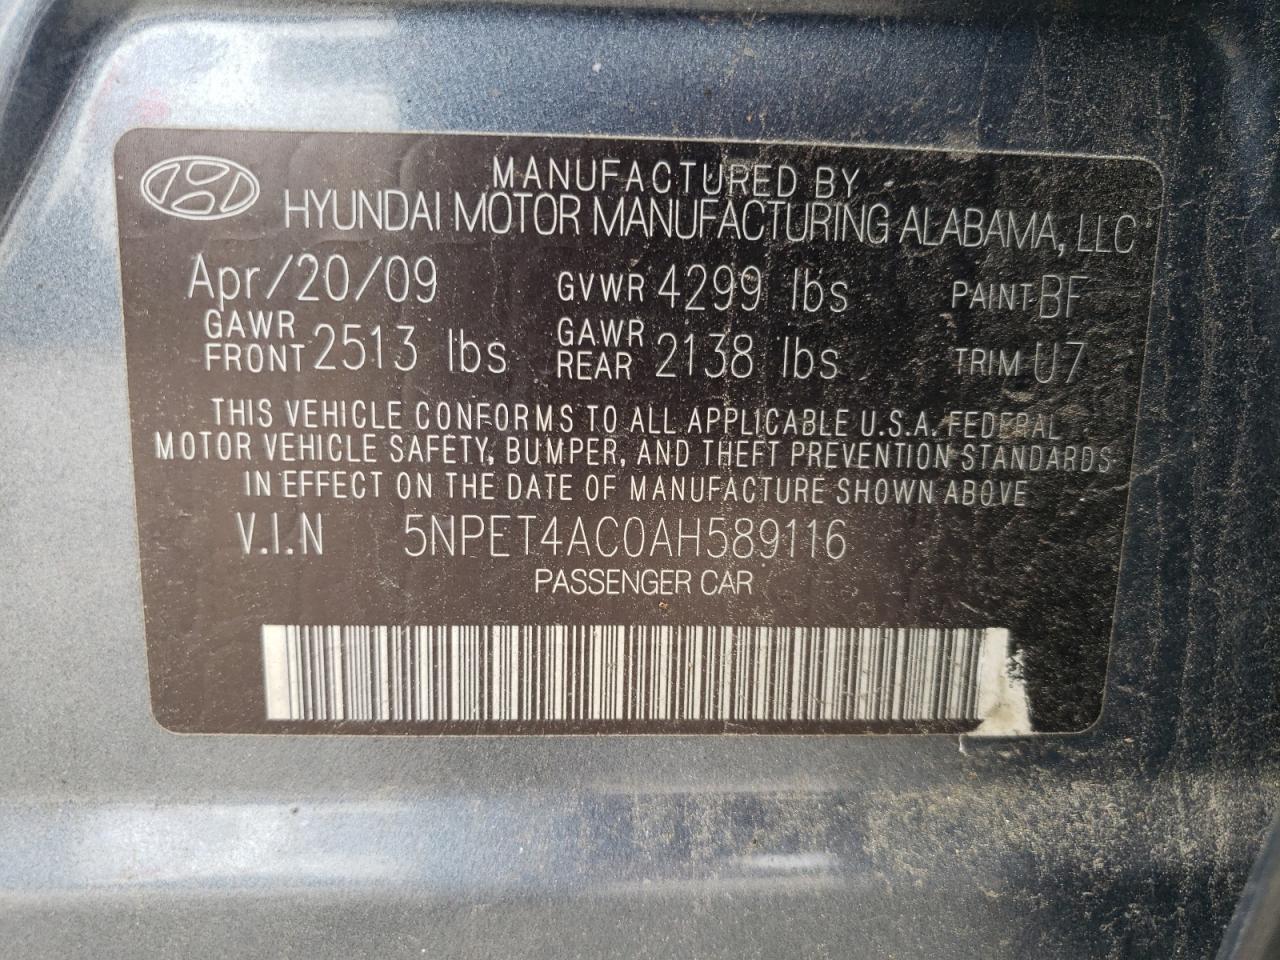 MANUFACTURED BY
HYUNDAI MOTOR MANUFACTURING ALABAMA, LLC
Apr/20/09 GVWR 4299 lbs PAINT BF
GAWR FRONT 2513 lbs GAWR REAR 2138 lbs TRIM U7
THIS VEHICLE CONFORMS TO ALL APPLICABLE U.S.A. FEDERAL
MOTOR VEHICLE SAFETY, BUMPER, AND THEFT PREVENTION STANDARDS
IN EFFECT ON THE DATE OF MANUFACTURE SHOWN ABOVE
V.I.N 5NPET4AC0AH589116
PASSENGER CAR